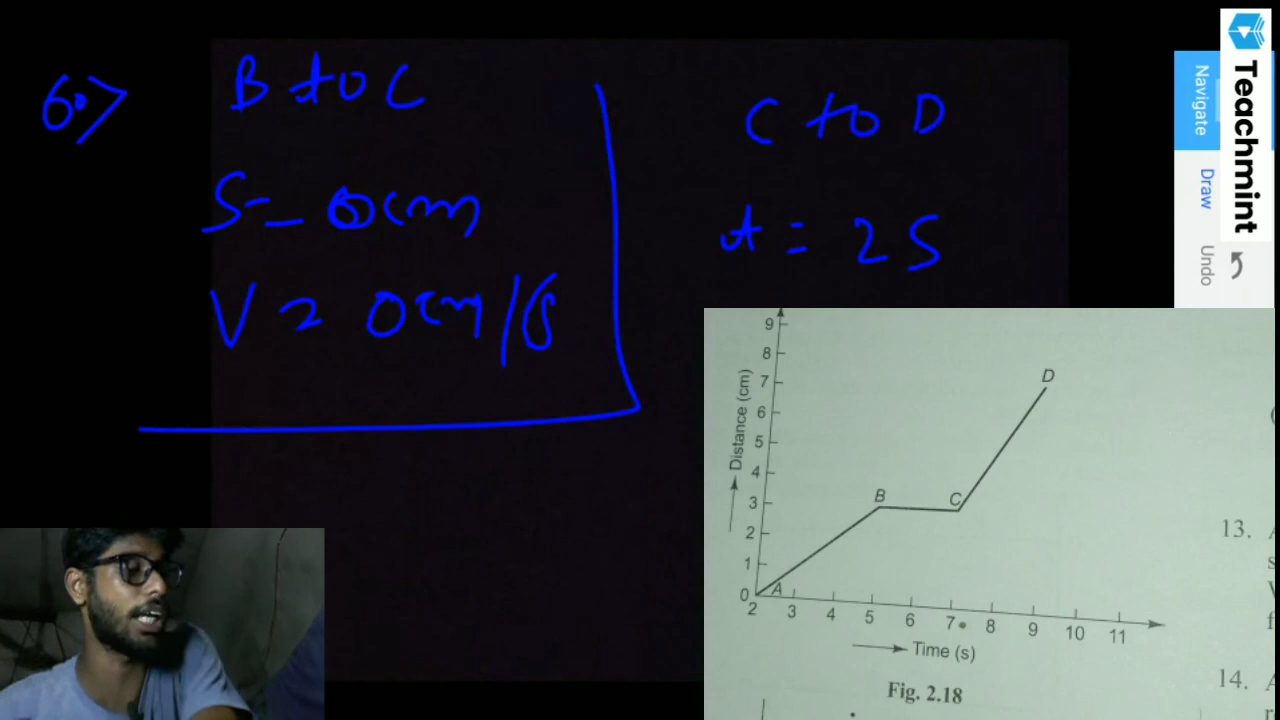 6.>
B to C
S = 0cm
V = 0cm/s
C to D
t = 2 S
Teachmint
Navigate
Draw
Undo
9
8
7
6
5
4
3
2
1
0
Distance (cm)
A
B
C
D
2 3 4 5 6 7 8 9 10 11
Time (s)
Fig. 2.18
13.
14.